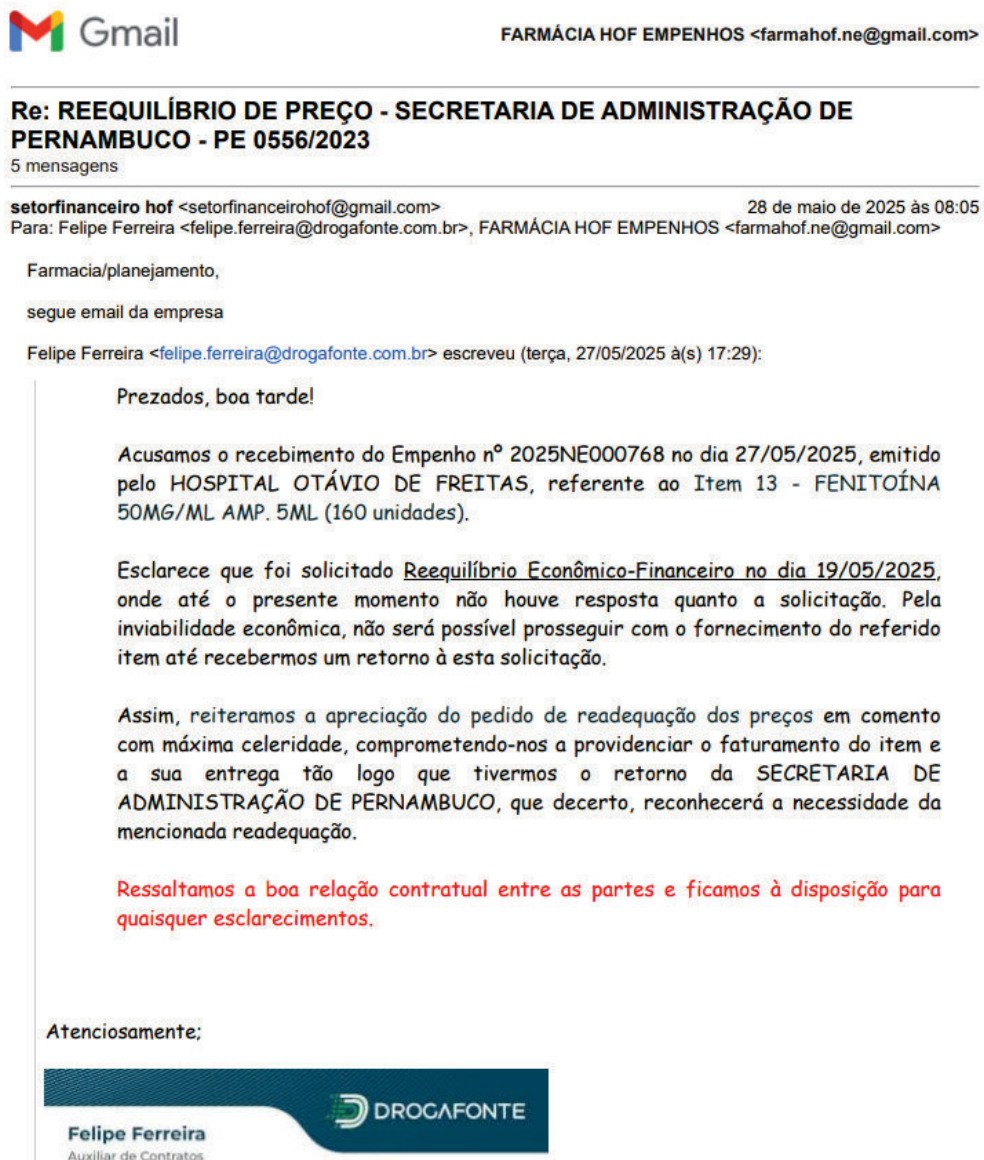 Gmail
FARMÁCIA HOF EMPENHOS <farmahof.ne@gmail.com>
Re: REEQUILÍBRIO DE PREÇO - SECRETARIA DE ADMINISTRAÇÃO DE
PERNAMBUCO - PE 0556/2023
5 mensagens
setorfinanceiro hof <setorfinanceirohof@gmail.com> 28 de maio de 2025 às 08:05
Para: Felipe Ferreira <felipe.ferreira@drogafonte.com.br>, FARMÁCIA HOF EMPENHOS <farmahof.ne@gmail.com>
Farmacia/planejamento,
segue email da empresa
Felipe Ferreira <felipe.ferreira@drogafonte.com.br> escreveu (terça, 27/05/2025 à(s) 17:29):
Prezados, boa tarde!
Acusamos o recebimento do Empenho nº 2025NE000768 no dia 27/05/2025, emitido
pelo HOSPITAL OTÁVIO DE FREITAS, referente ao Item 13 - FENITOÍNA
50MG/ML AMP. 5ML (160 unidades).
Esclarece que foi solicitado Reequilíbrio Econômico-Financeiro no dia 19/05/2025,
onde até o presente momento não houve resposta quanto a solicitação. Pela
inviabilidade econômica, não será possível prosseguir com o fornecimento do referido
item até recebermos um retorno à esta solicitação.
Assim, reiteramos a apreciação do pedido de readequação dos preços em comento
com máxima celeridade, comprometendo-nos a providenciar o faturamento do item e
a sua entrega tão logo que tivermos o retorno da SECRETARIA DE
ADMINISTRAÇÃO DE PERNAMBUCO, que decerto, reconhecerá a necessidade da
mencionada readequação.
Ressaltamos a boa relação contratual entre as partes e ficamos à disposição para
quaisquer esclarecimentos.
Atenciosamente;
DROGAFONTE
Felipe Ferreira
Auxiliar de Contratos